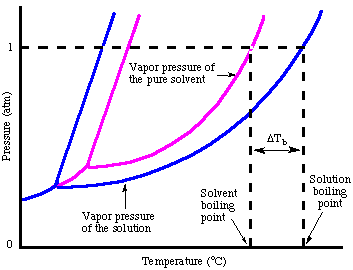 1
Vapor pressure of
the pure solvent
ΔTb
Pressure (atm)
Vapor pressure
of the solution
Solvent
boiling
point
Solution
boiling
point
0
Temperature (°C)